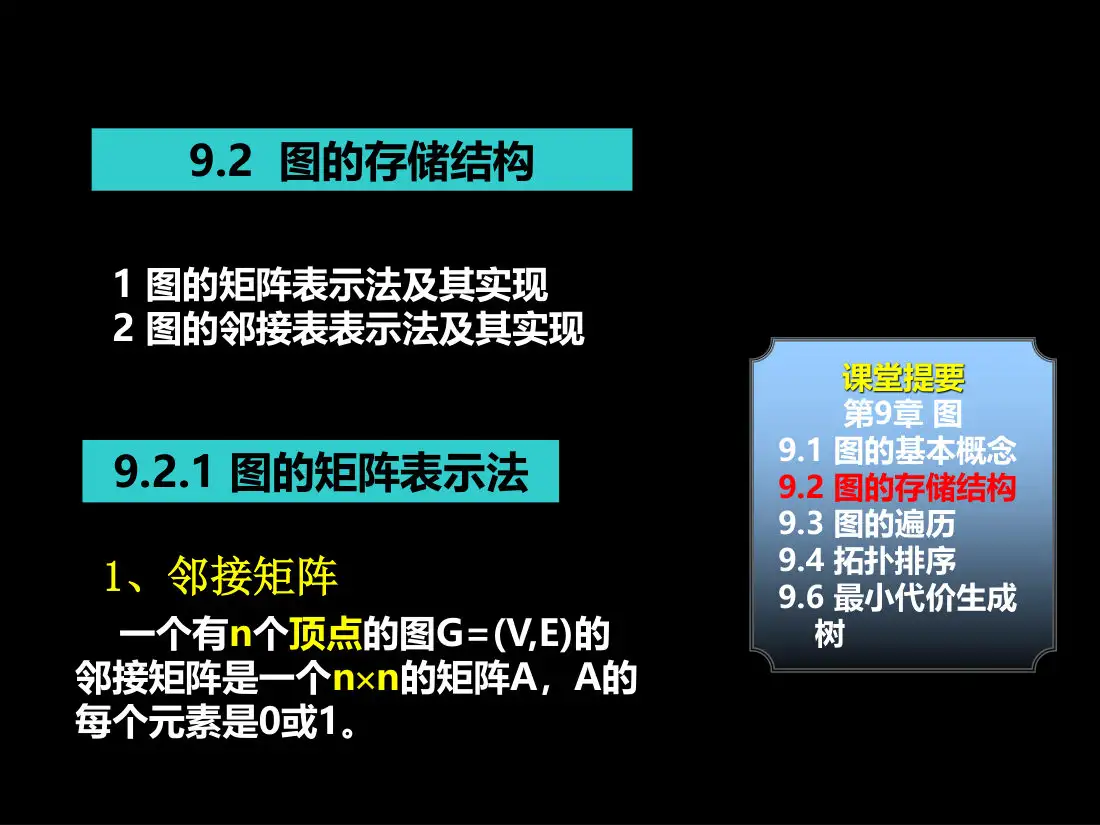 9.2 图的存储结构
1 图的矩阵表示法及其实现
2 图的邻接表表示法及其实现
9.2.1 图的矩阵表示法
1、邻接矩阵
一个有n个顶点的图G=(V,E)的
邻接矩阵是一个n×n的矩阵A，A的
每个元素是0或1。
课堂提要
第9章 图
9.1 图的基本概念
9.2 图的存储结构
9.3 图的遍历
9.4 拓扑排序
9.6 最小代价生成
树